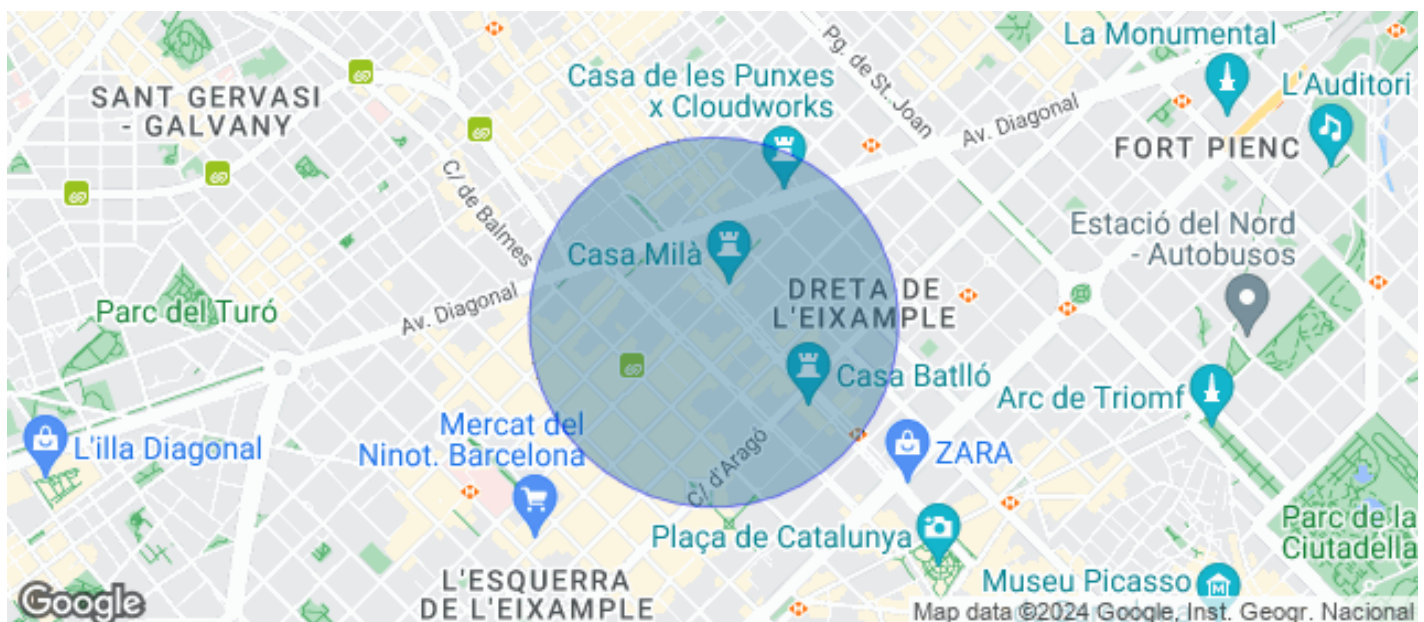 La Monumental
Casa de les Punxes
x Cloudworks
Pg. de St. Joan
L'Auditori
SANT GERVASI
- GALVANY
Av. Diagonal
FORT PIENC
C/ de Balmes
Estació del Nord
- Autobusos
Casa Milà
DRETA DE
L'EIXAMPLE
Parc del Turó
Av. Diagonal
Casa Batlló
Arc de Triomf
Mercat del
Ninot. Barcelona
L'illa Diagonal
ZARA
C/ d'Aragó
Plaça de Catalunya
Parc de la
Ciutadella
L'ESQUERRA
DE L'EIXAMPLE
Museu Picasso
Google
Map data ©2024 Google, Inst. Geogr. Nacional